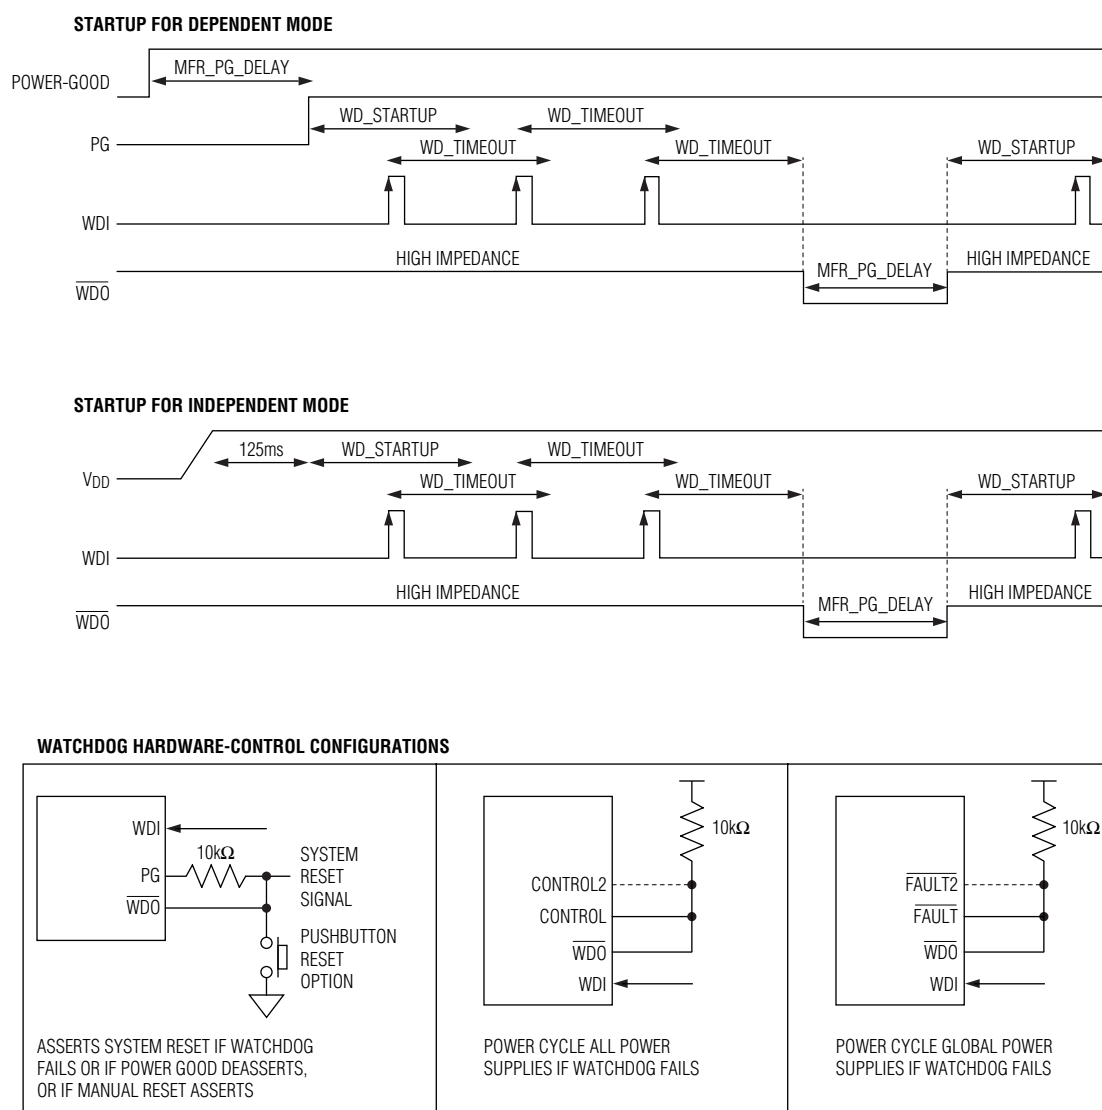 STARTUP FOR DEPENDENT MODE
POWER-GOOD
MFR_PG_DELAY
PG
WD_STARTUP
WD_TIMEOUT
WD_TIMEOUT
WD_TIMEOUT
WD_STARTUP
WDI
HIGH IMPEDANCE
MFR_PG_DELAY
HIGH IMPEDANCE
WDO
STARTUP FOR INDEPENDENT MODE
125ms
WD_STARTUP
WD_TIMEOUT
VDD
WD_TIMEOUT
WD_TIMEOUT
WD_STARTUP
WDI
HIGH IMPEDANCE
MFR_PG_DELAY
HIGH IMPEDANCE
WDO
WATCHDOG HARDWARE-CONTROL CONFIGURATIONS
WDI
10kΩ
PG
WDO
SYSTEM
RESET
SIGNAL
PUSHBUTTON
RESET
OPTION
ASSERTS SYSTEM RESET IF WATCHDOG
FAILS OR IF POWER GOOD DEASSERTS,
OR IF MANUAL RESET ASSERTS
10kΩ
CONTROL2
CONTROL
WDO
WDI
POWER CYCLE ALL POWER
SUPPLIES IF WATCHDOG FAILS
10kΩ
FAULT2
FAULT
WDO
WDI
POWER CYCLE GLOBAL POWER
SUPPLIES IF WATCHDOG FAILS